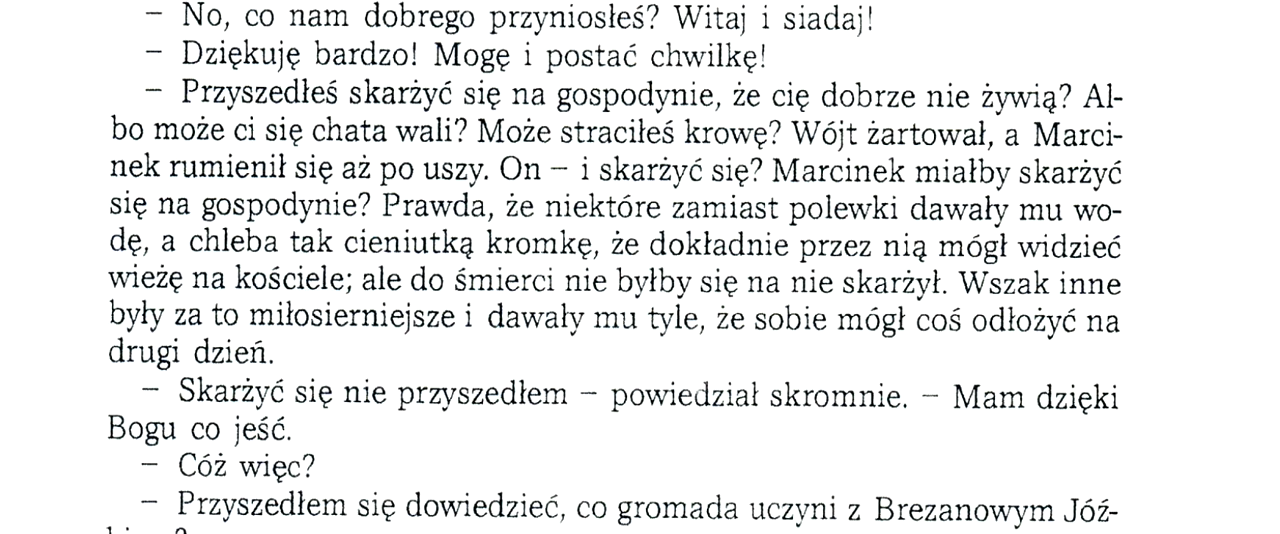 – No, co nam dobrego przyniosłeś? Witaj i siadaj!
– Dziękuję bardzo! Mogę i postać chwilkę!
– Przyszedłeś skarżyć się na gospodynie, że cię dobrze nie żywią? Al-
bo może ci się chata wali? Może straciłeś krowę? Wójt żartował, a Marci-
nek rumienił się aż po uszy. On – i skarżyć się? Marcinek miałby skarżyć
się na gospodynie? Prawda, że niektóre zamiast polewki dawały mu wo-
dę, a chleba tak cieniutką kromkę, że dokładnie przez nią mógł widzieć
wieżę na kościele; ale do śmierci nie byłby się na nie skarżył. Wszak inne
były za to miłosierniejsze i dawały mu tyle, że sobie mógł coś odłożyć na
drugi dzień.
– Skarżyć się nie przyszedłem – powiedział skromnie. – Mam dzięki
Bogu co jeść.
– Cóż więc?
– Przyszedłem się dowiedzieć, co gromada uczyni z Brezanowym Jóź-